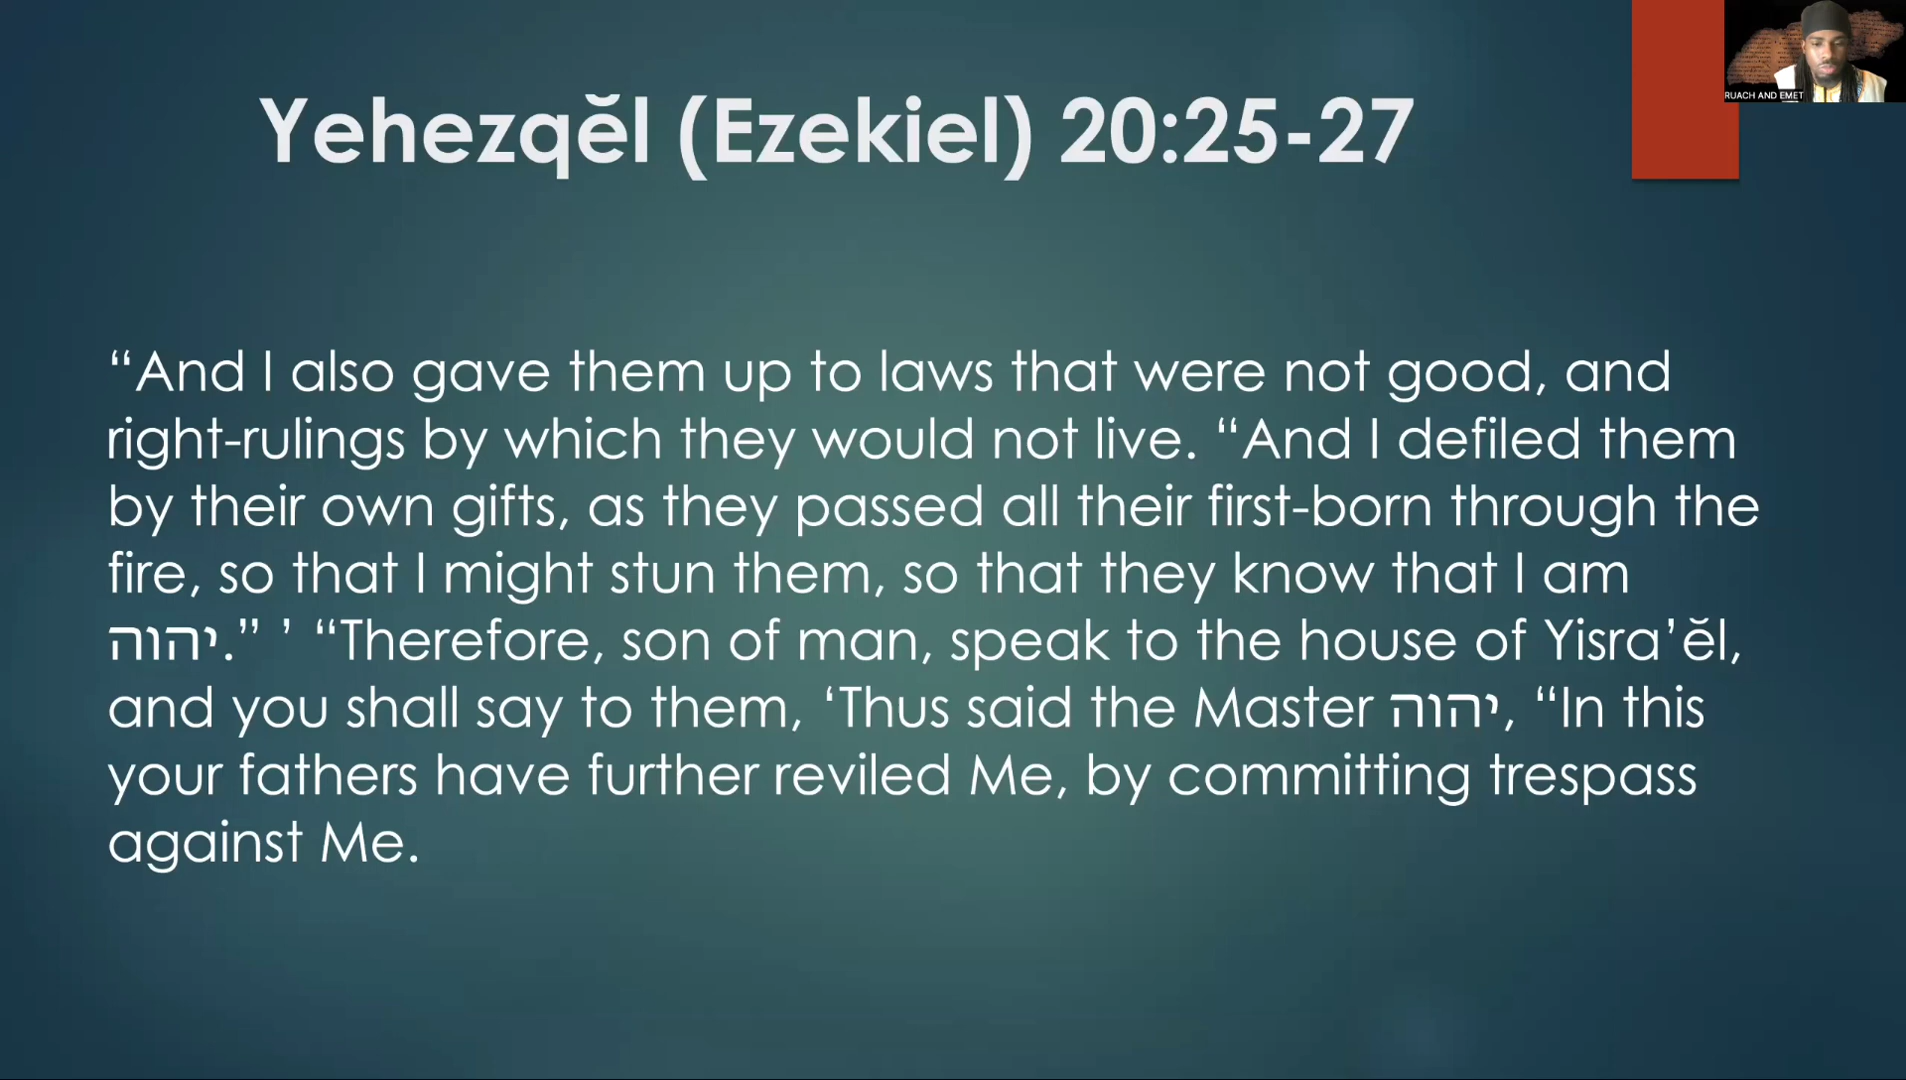 Yehezqĕl (Ezekiel) 20:25-27
RUACH AND EMET
“And I also gave them up to laws that were not good, and
right-rulings by which they would not live. “And I defiled them
by their own gifts, as they passed all their first-born through the
fire, so that I might stun them, so that they know that I am
יהוה.” ’ “Therefore, son of man, speak to the house of Yisra’ĕl,
and you shall say to them, ‘Thus said the Master יהוה, “In this
your fathers have further reviled Me, by committing trespass
against Me.